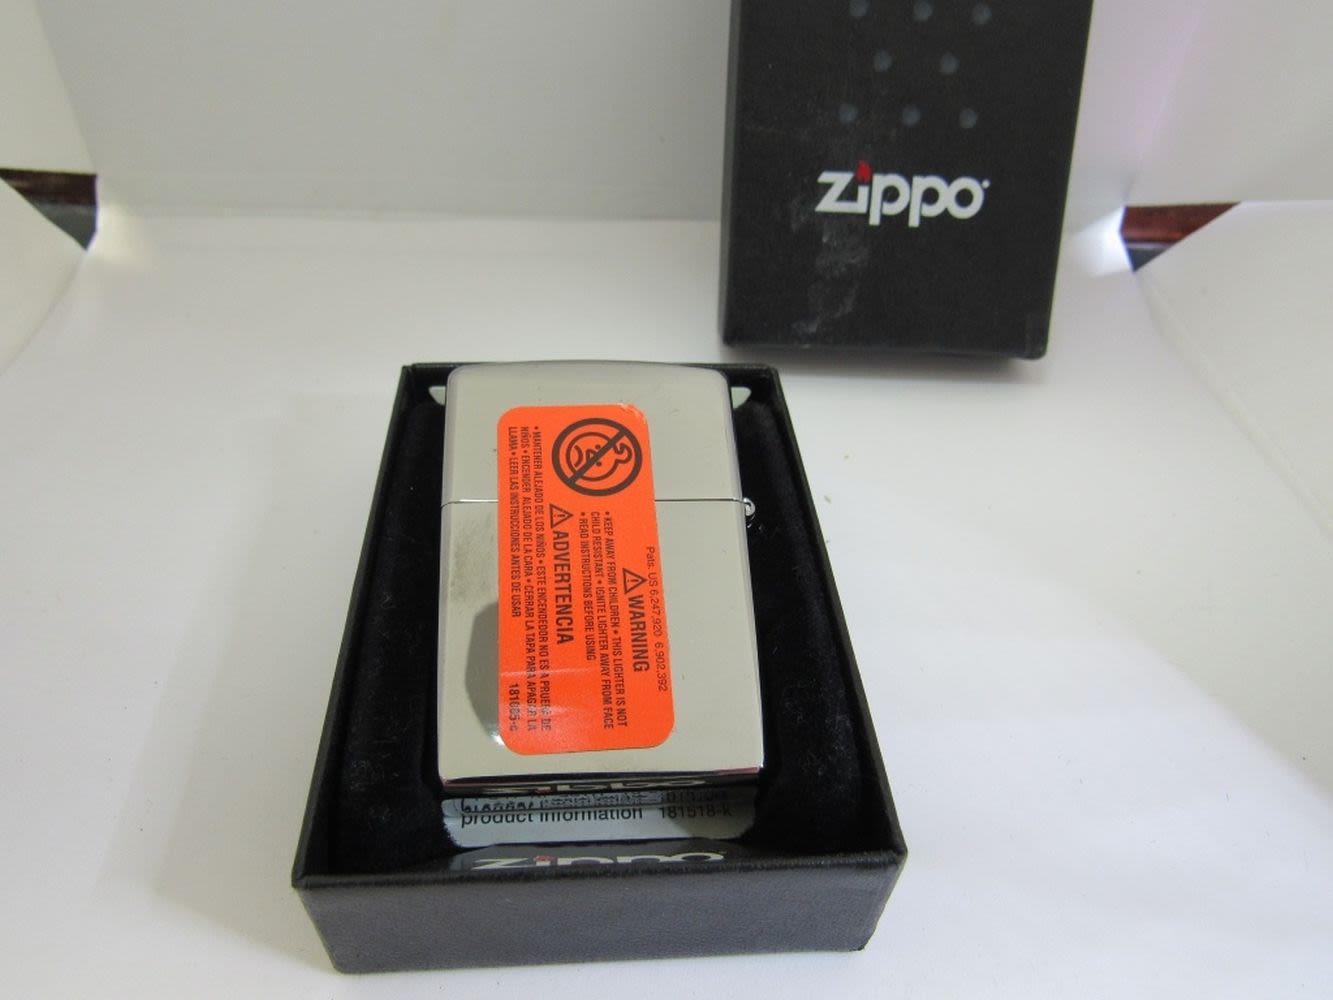 zippo
Pats. US 6,247,920 6,902,392
WARNING
• KEEP AWAY FROM CHILDREN • THIS LIGHTER IS NOT
CHILD RESISTANT • IGNITE LIGHTER AWAY FROM FACE
• READ INSTRUCTIONS BEFORE USING
ADVERTENCIA
• MANTENER ALEJADO DE LOS NIÑOS • ESTE ENCENDEDOR NO ES A PRUEBA DE
NIÑOS • ENCENDER ALEJADO DE LA CARA • CERRAR LA TAPA PARA APAGAR LA
LLAMA • LEER LAS INSTRUCCIONES ANTES DE USAR
product information 181518-k
zippo